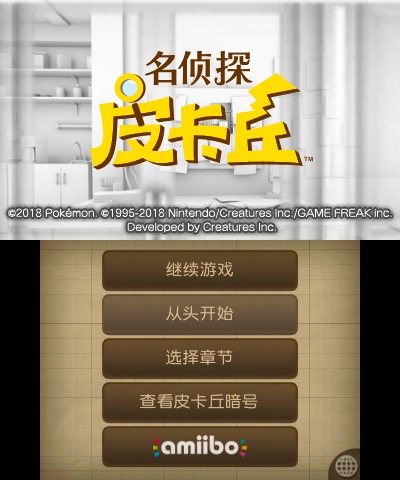 名侦探
皮卡丘™
©2018 Pokémon. ©1995-2018 Nintendo/Creatures Inc./GAME FREAK inc.
Developed by Creatures Inc.
继续游戏
从头开始
选择章节
查看皮卡丘暗号
amiibo